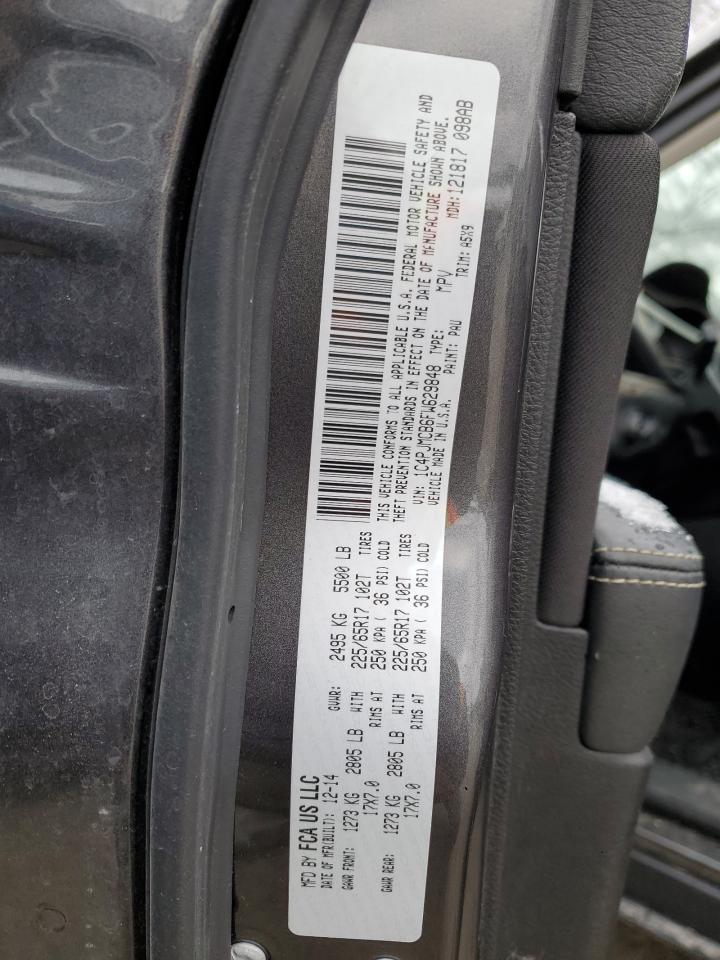 MFD BY FCA US LLC
DATE OF MFR(BUILT): 12-14 GVWR: 2495 KG 5500 LB
GAWR FRONT: 1273 KG 2805 LB WITH 225/65R17 102T TIRES
17X7.0 RIMS AT 250 KPA ( 36 PSI) COLD
GAWR REAR: 1273 KG 2805 LB WITH 225/65R17 102T TIRES
17X7.0 RIMS AT 250 KPA ( 36 PSI) COLD
THIS VEHICLE CONFORMS TO ALL APPLICABLE U.S.A. FEDERAL MOTOR VEHICLE SAFETY AND
THEFT PREVENTION STANDARDS IN EFFECT ON THE DATE OF MANUFACTURE SHOWN ABOVE.
VIN: 1C4PJMCB6FW629848 TYPE: MPV MDH:121817 098AB
VEHICLE MADE IN U.S.A. PAINT: PAU TRIM: A5X9